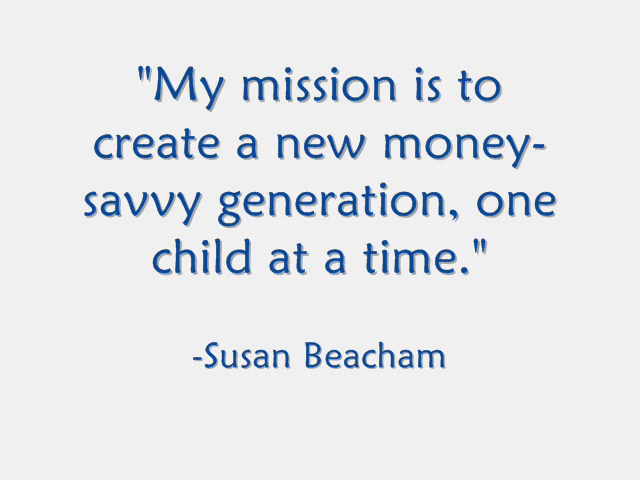 "My mission is to
create a new money-
savvy generation, one
child at a time."
-Susan Beacham